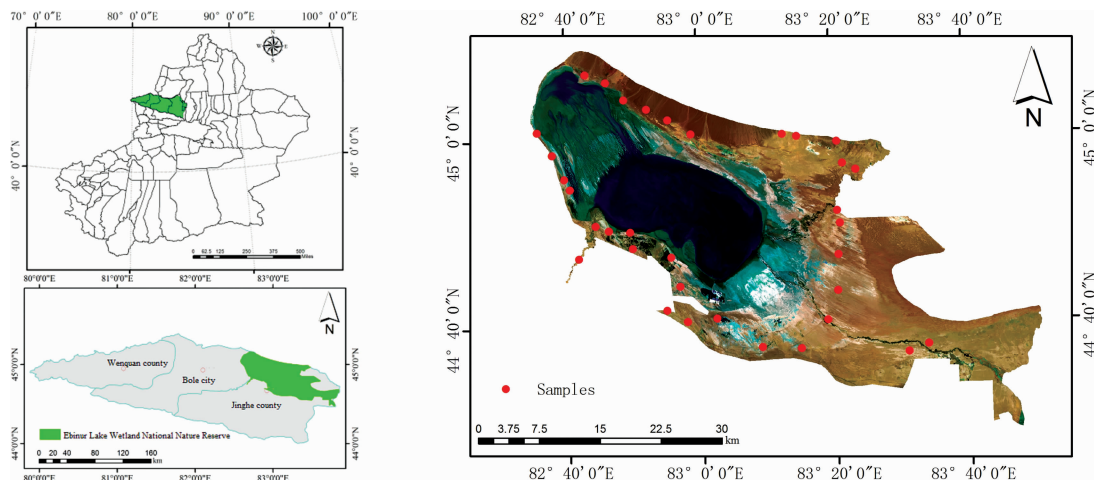 70° 0'0"E 80° 0'0"E 90° 0'0"E 100° 0'0"E
N
W E
S
40° 0'0"N
40° 0'0"N
0 62.5 125 250 375 500
Miles
80°0'0"E 81°0'0"E 82°0'0"E 83°0'0"E
N
45°0'0"N
45°0'0"N
Wenquan county
Bole city
Jinghe county
Ebinur Lake Wetland National Nature Reserve
44°0'0"N
44°0'0"N
0 20 40 80 120 160
km
80°0'0"E 81°0'0"E 82°0'0"E 83°0'0"E
82° 40'0"E 83° 0'0"E 83° 20'0"E 83° 40'0"E
N
45° 0'0"N
45° 0'0"N
44° 40'0"N
44° 40'0"N
Samples
0 3.75 7.5 15 22.5 30
km
82° 40'0"E 83° 0'0"E 83° 20'0"E 83° 40'0"E